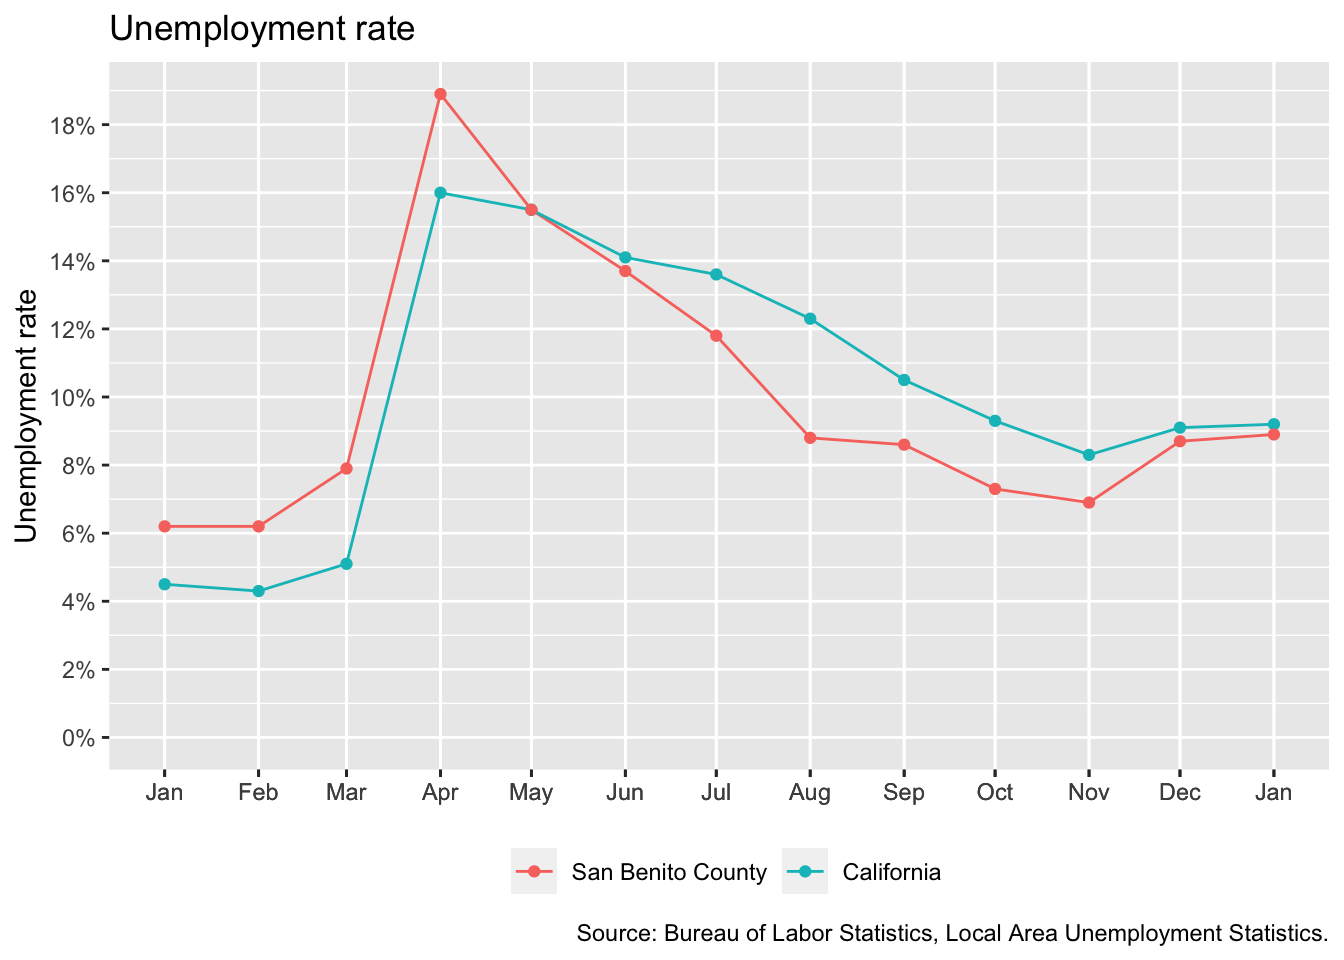 Unemployment rate
Unemployment rate
18%
16%
14%
12%
10%
8%
6%
4%
2%
0%
Jan Feb Mar Apr May Jun Jul Aug Sep Oct Nov Dec Jan
San Benito County California
Source: Bureau of Labor Statistics, Local Area Unemployment Statistics.